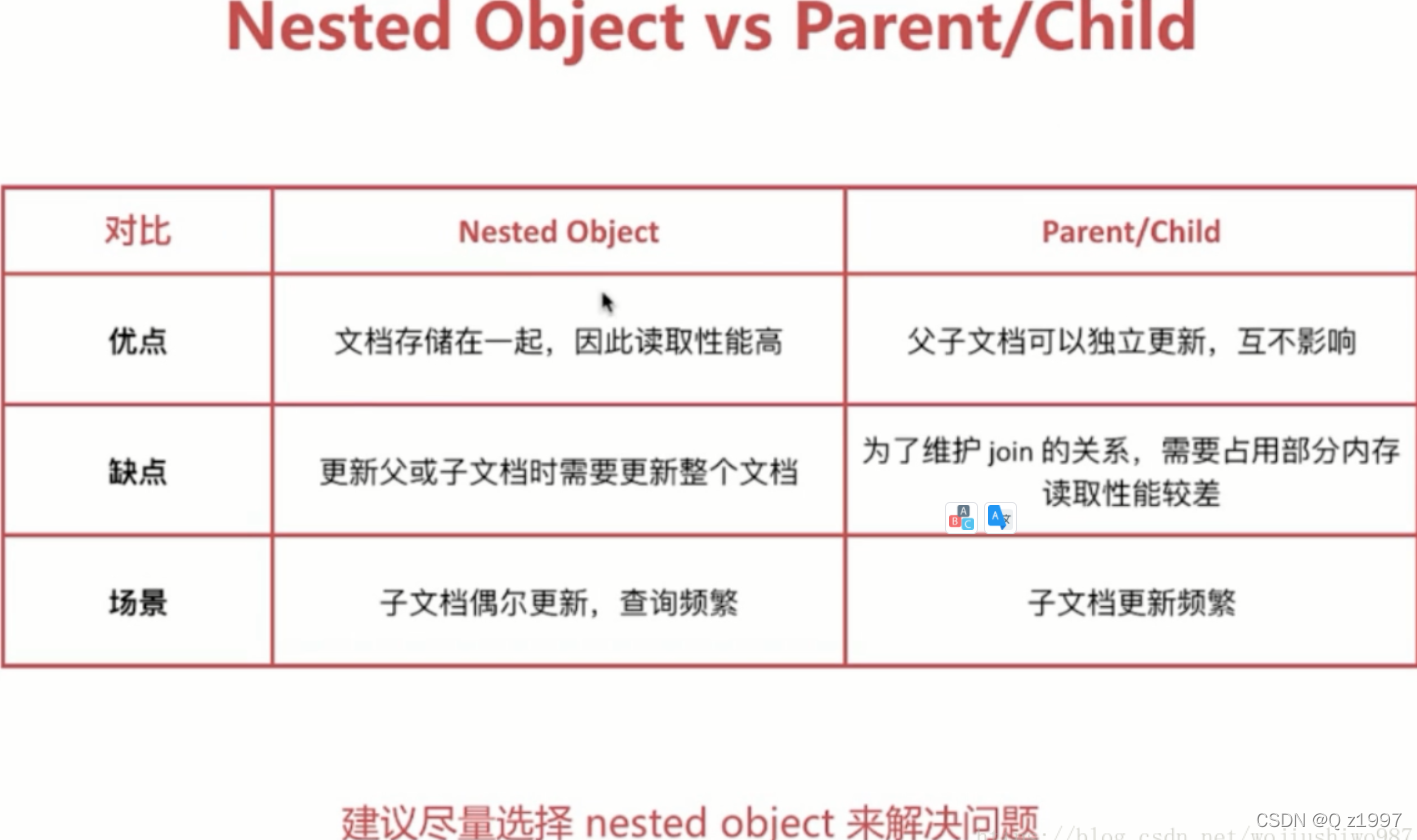 Nested Object vs Parent/Child
对比
Nested Object
Parent/Child
优点
文档存储在一起，因此读取性能高
父子文档可以独立更新，互不影响
缺点
更新父或子文档时需要更新整个文档
为了维护 join 的关系，需要占用部分内存
读取性能较差
A
B C
A 文
场景
子文档偶尔更新，查询频繁
子文档更新频繁
建议尽量选择 nested object 来解决问题
CSDN @Q_z1997
://blog.csdn.net/wojiushiwo987